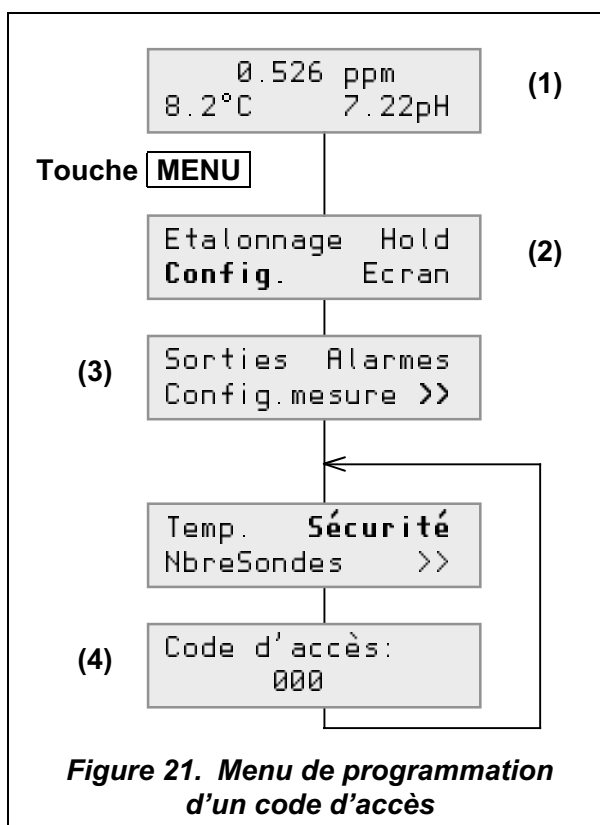 0.526 ppm
8.2°C 7.22pH
(1)
Touche MENU
Etalonnage Hold
Config. Ecran
(2)
(3)
Sorties Alarmes
Config.mesure >>
Temp. Sécurité
NbreSondes >>
(4)
Code d'accès:
000
Figure 21. Menu de programmation
d'un code d'accès